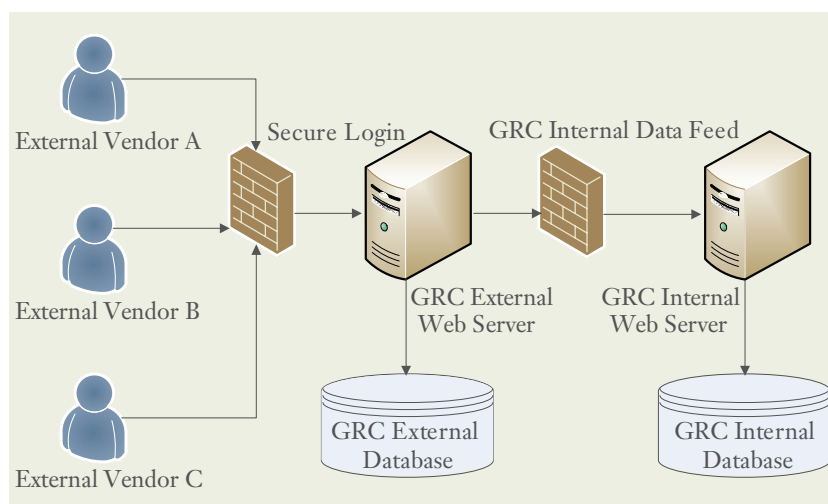 External Vendor A
Secure Login
GRC Internal Data Feed
External Vendor B
GRC External
Web Server
GRC Internal
Web Server
External Vendor C
GRC External
Database
GRC Internal
Database